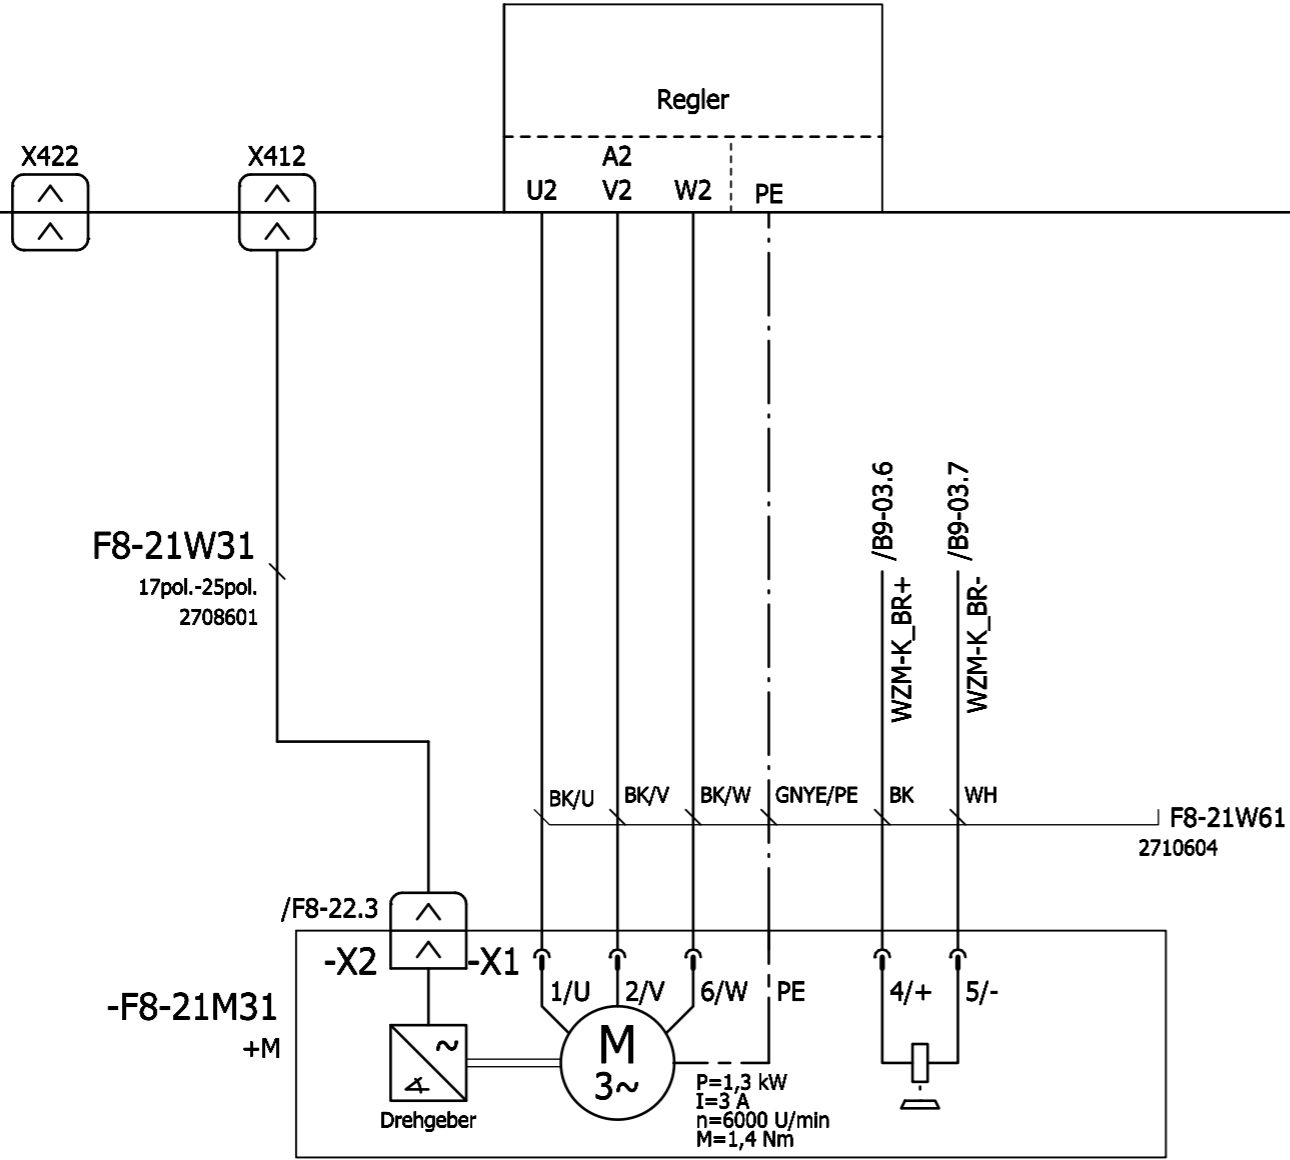 Regler
X422
X412
A2
U2
V2
W2
PE
/B9-03.6
/B9-03.7
F8-21W31
17pol.-25pol.
2708601
WZM-K_BR+
WZM-K_BR-
BK/U
BK/V
BK/W
GNYE/PE
BK
WH
F8-21W61
2710604
/F8-22.3
-X2
-X1
1/U
2/V
6/W
PE
4/+
5/-
-F8-21M31
+M
M
3~
~
Drehgeber
P=1,3 kW
I=3 A
n=6000 U/min
M=1,4 Nm